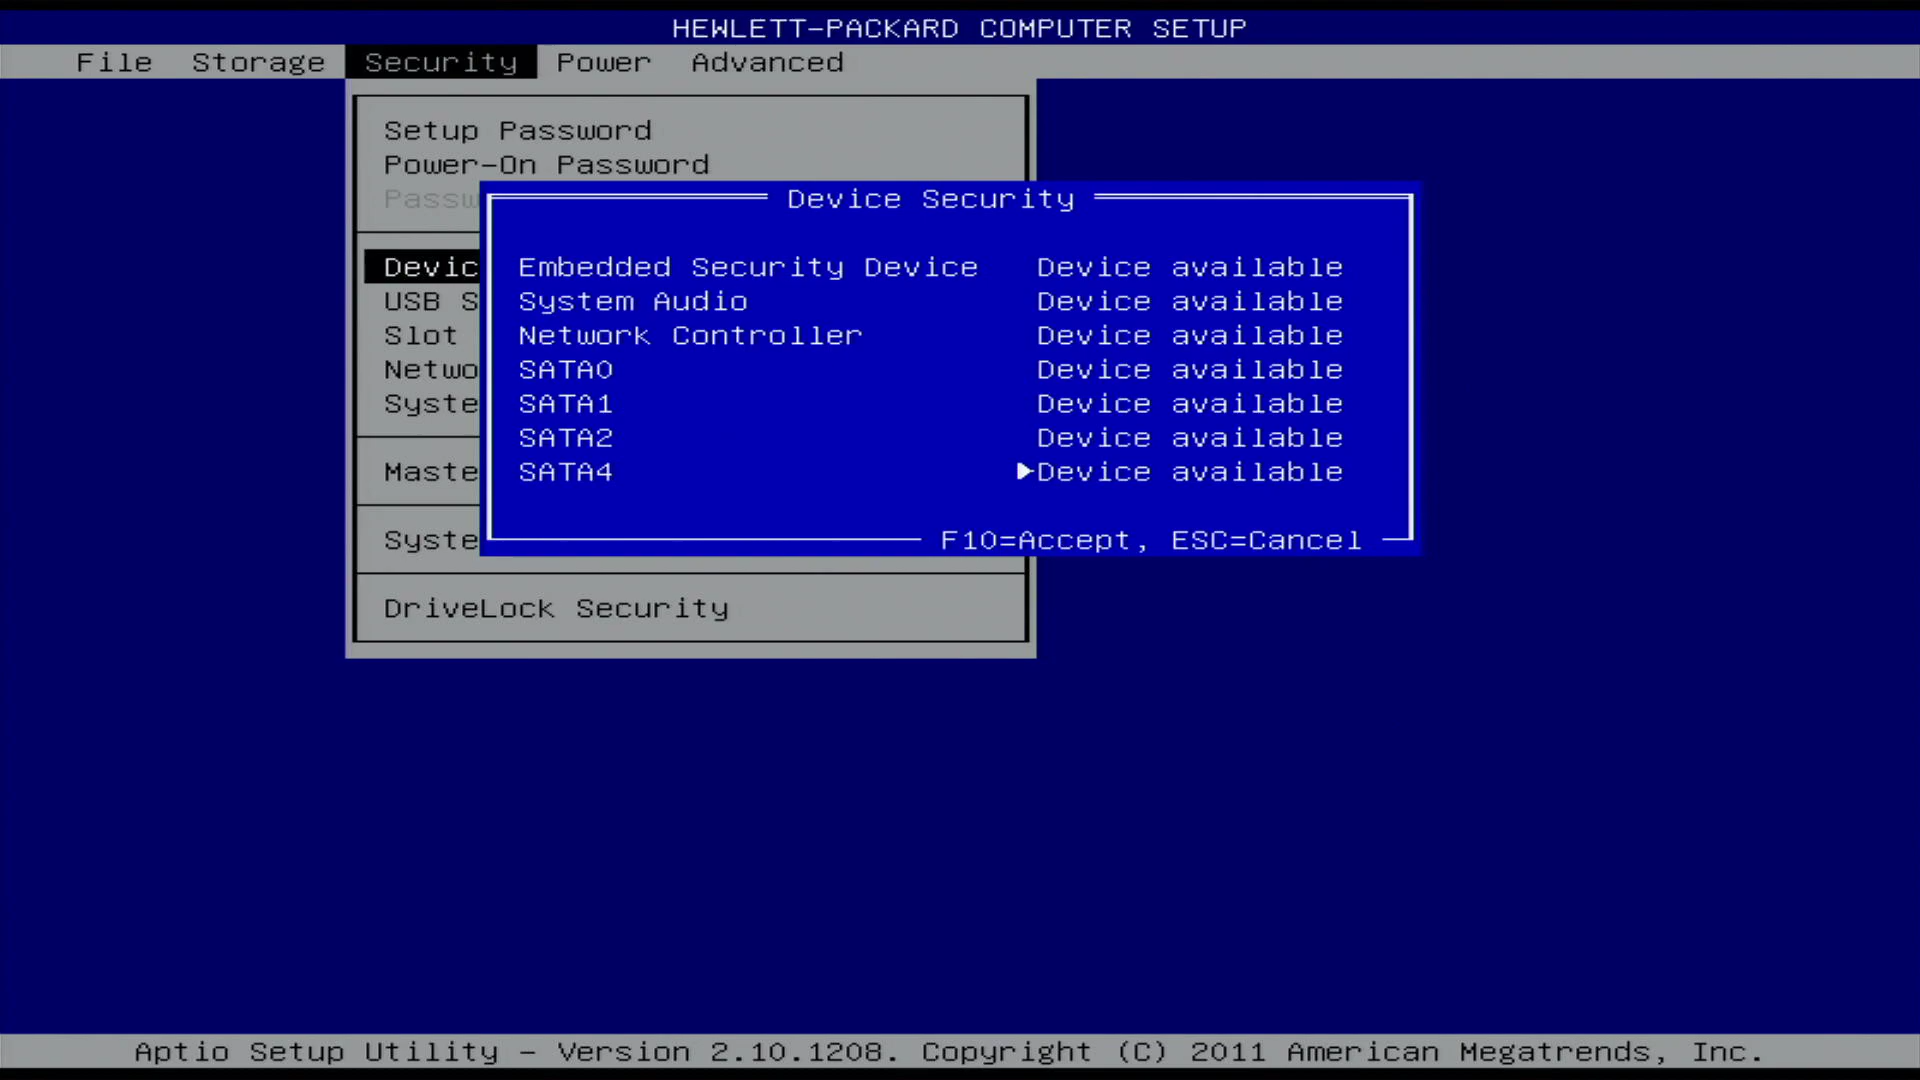 HEWLETT-PACKARD COMPUTER SETUP
File Storage Security Power Advanced
Setup Password
Power-On Password
Passw
Device Security
Devic
Embedded Security Device Device available
USB S
System Audio Device available
Slot
Network Controller Device available
Netwo
SATA0 Device available
Syste
SATA1 Device available
SATA2 Device available
Maste
SATA4 ▶Device available
Syste
F10=Accept, ESC=Cancel
DriveLock Security
Aptio Setup Utility - Version 2.10.1208. Copyright (C) 2011 American Megatrends, Inc.